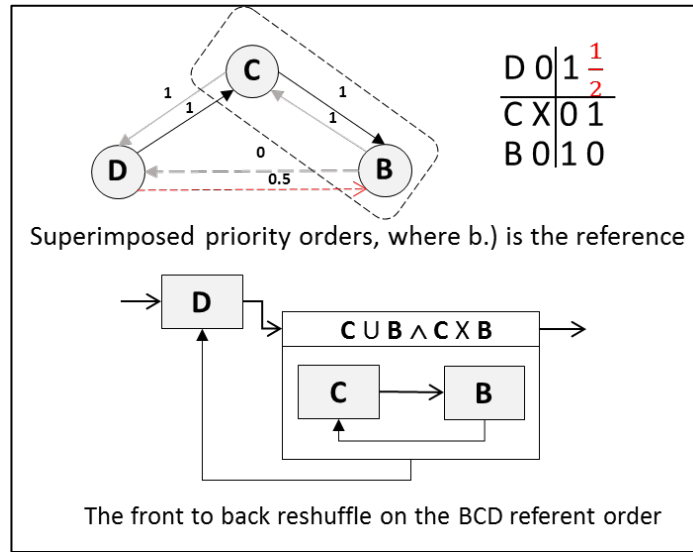 C
1
1
1
1
D
0
B
0.5
D 0 1 1/2
C X 0 1
B 0 1 0
Superimposed priority orders, where b.) is the reference
D
C ∪ B ∧ C X B
C
B
The front to back reshuffle on the BCD referent order